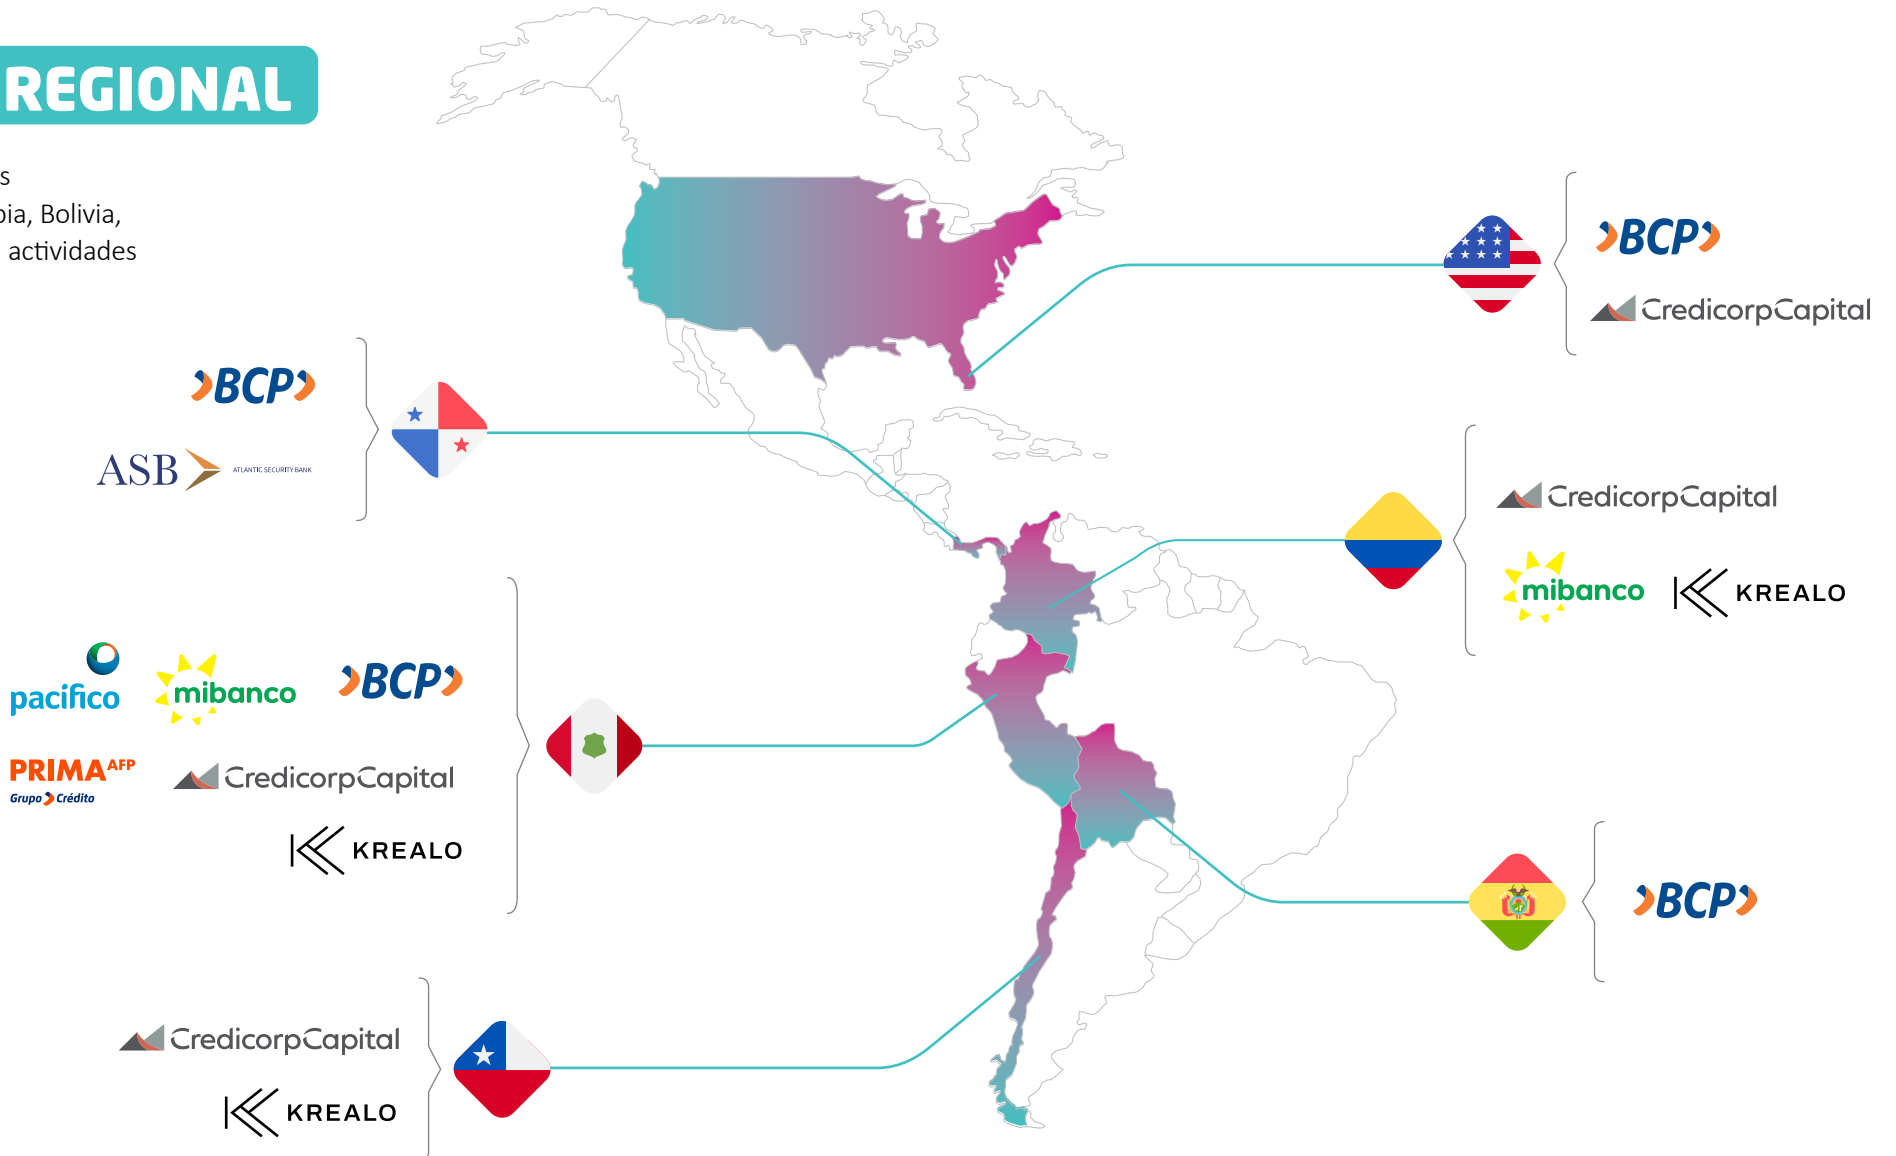 REGIONAL
s
bia, Bolivia,
actividades
BCP
CredicorpCapital
BCP
ASB ATLANTIC SECURITY BANK
CredicorpCapital
mibanco KREALO
pacifico mibanco BCP
PRIMA AFP CredicorpCapital
Grupo Crédito
KREALO
BCP
CredicorpCapital
KREALO